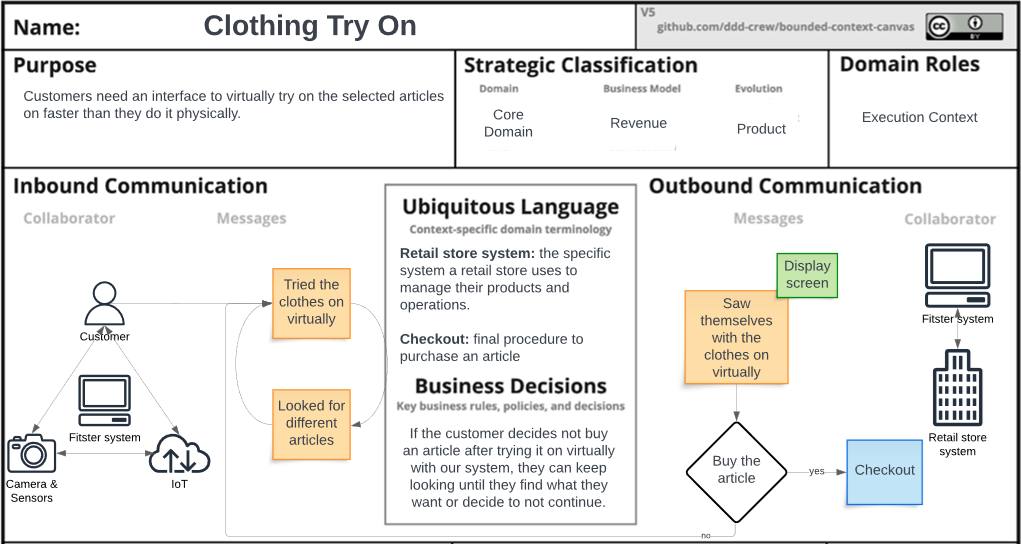 Name:
Clothing Try On
V5
github.com/ddd-crew/bounded-context-canvas
cc
BY
Purpose
Customers need an interface to virtually try on the selected articles
on faster than they do it physically.
Strategic Classification
Domain
Business Model
Evolution
Core
Domain
Revenue
Product
Domain Roles
Execution Context
Inbound Communication
Collaborator
Messages
Customer
Fitster system
Camera &
Sensors
IoT
Tried the
clothes on
virtually
Looked for
different
articles
Ubiquitous Language
Context-specific domain terminology
Retail store system: the specific
system a retail store uses to
manage their products and
operations.
Checkout: final procedure to
purchase an article
Business Decisions
Key business rules, policies, and decisions
If the customer decides not buy
an article after trying it on virtually
with our system, they can keep
looking until they find what they
want or decide to not continue.
Outbound Communication
Messages
Collaborator
Display
screen
Saw
themselves
with the
clothes on
virtually
Fitster system
Retail store
system
Buy the
article
yes
Checkout
no